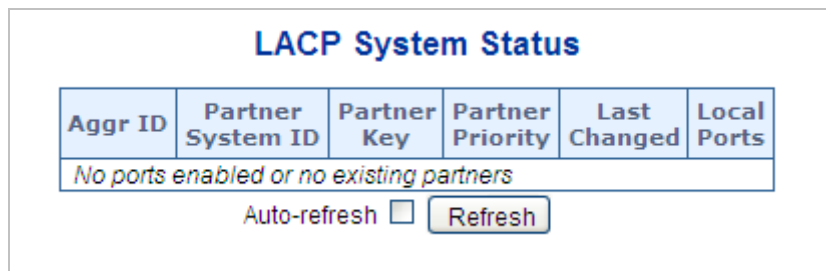 LACP System Status
Aggr ID Partner System ID Partner Key Partner Priority Last Changed Local Ports
No ports enabled or no existing partners
Auto-refresh Refresh